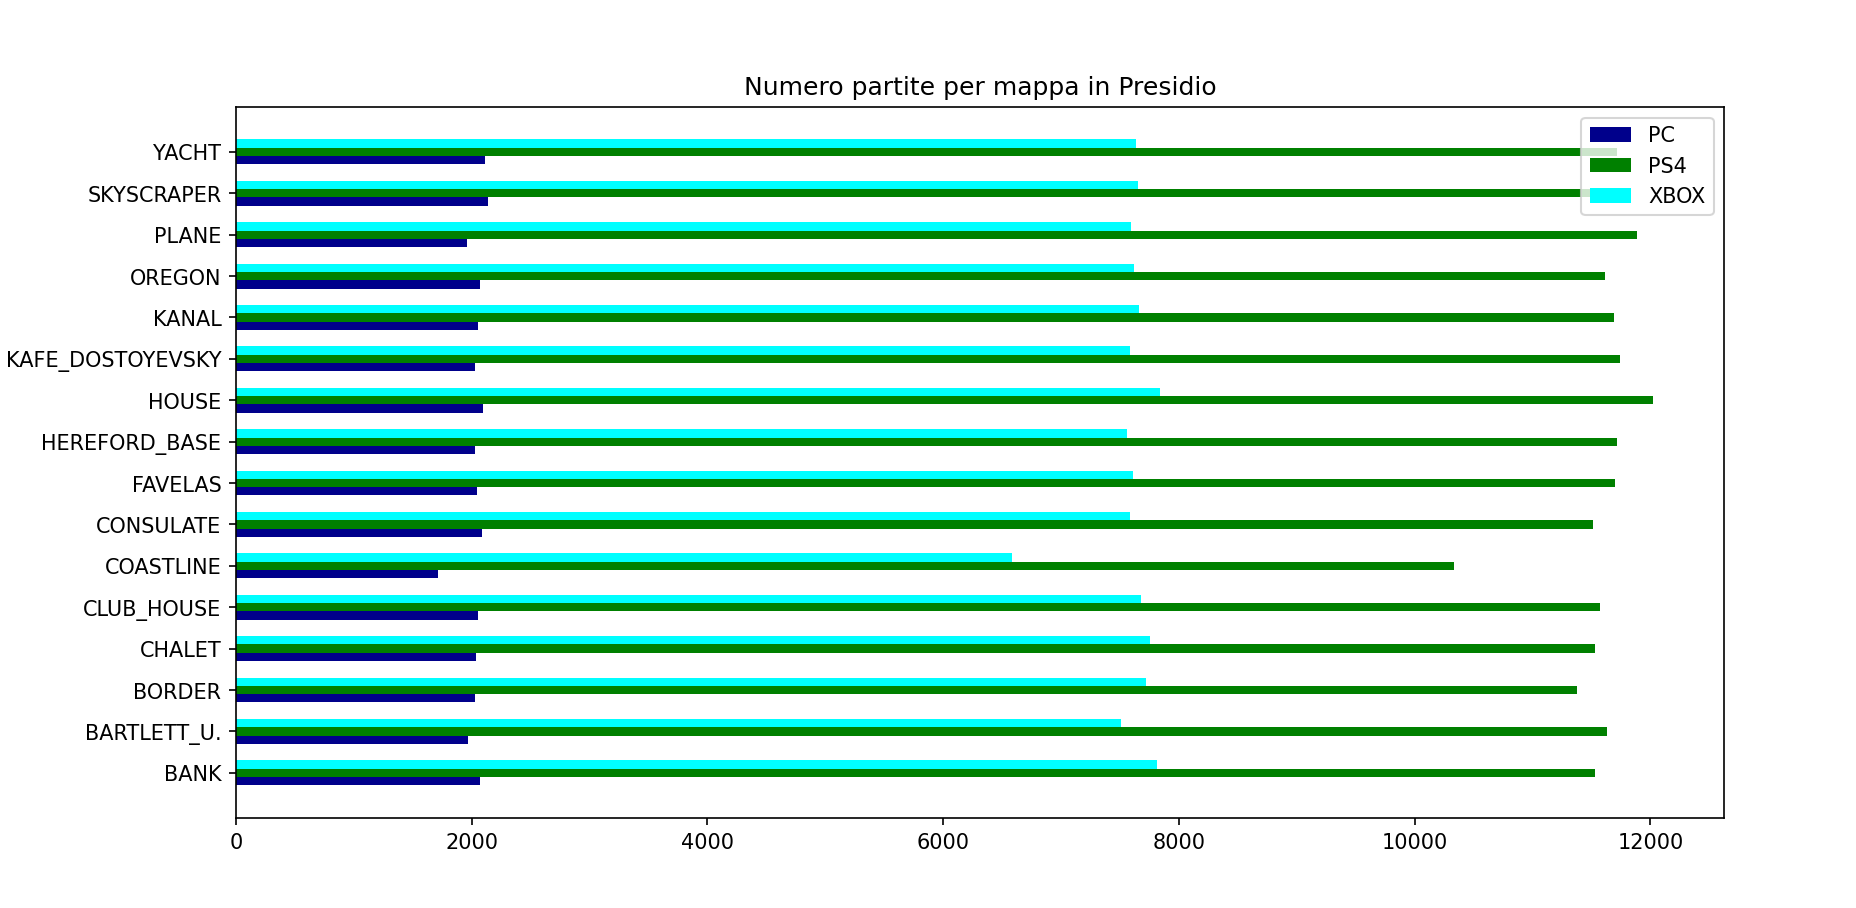 Numero partite per mappa in Presidio
PC
PS4
XBOX
YACHT
SKYSCRAPER
PLANE
OREGON
KANAL
KAFE_DOSTOYEVSKY
HOUSE
HEREFORD_BASE
FAVELAS
CONSULATE
COASTLINE
CLUB_HOUSE
CHALET
BORDER
BARTLETT_U.
BANK
0 2000 4000 6000 8000 10000 12000